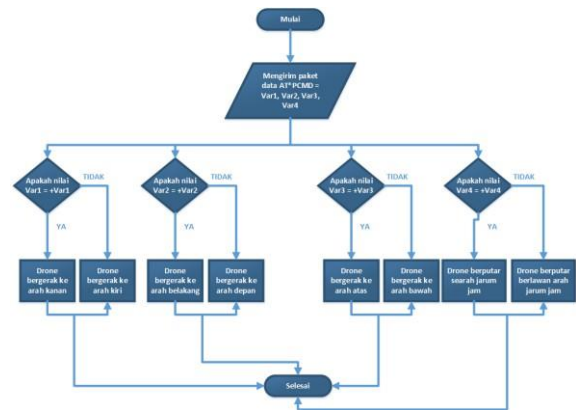 Mulai
Mengirim paket
data AT*PCMD =
Var1, Var2, Var3,
Var4
Apakah nilai
Var1 = +Var1
TIDAK
Apakah nilai
Var2 = +Var2
TIDAK
Apakah nilai
Var3 = +Var3
TIDAK
Apakah nilai
Var4 = +Var4
TIDAK
YA
YA
YA
YA
Drone
bergerak ke
arah kanan
Drone
bergerak ke
arah kiri
Drone
bergerak ke
arah belakang
Drone
bergerak ke
arah depan
Drone
bergerak ke
arah atas
Drone
bergerak ke
arah bawah
Drone berputar
searah jarum
jam
Drone berputar
berlawan arah
jarum jam
Selesai